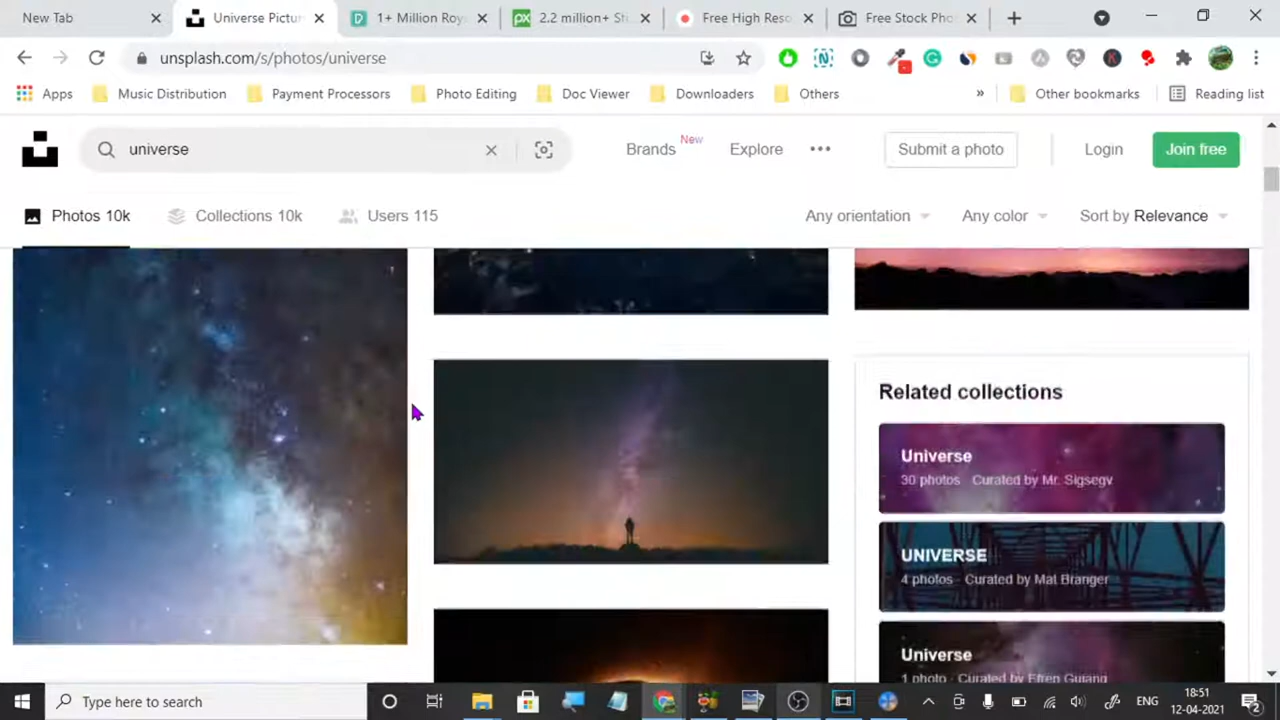 New Tab
Universe Pictur
1+ Million Roy
2.2 million+ St
Free High Reso
Free Stock Pho
unsplash.com/s/photos/universe
Apps
Music Distribution
Payment Processors
Photo Editing
Doc Viewer
Downloaders
Others
»
Other bookmarks
Reading list
universe
Brands New
Explore
Submit a photo
Login
Join free
Photos 10k
Collections 10k
Users 115
Any orientation
Any color
Sort by Relevance
Related collections
Universe
30 photos · Curated by Mr. Sigsegv
UNIVERSE
4 photos · Curated by Mat Branger
Universe
1 photo · Curated by Efren Guirang
Type here to search
ENG
18:51
12-04-2021
2